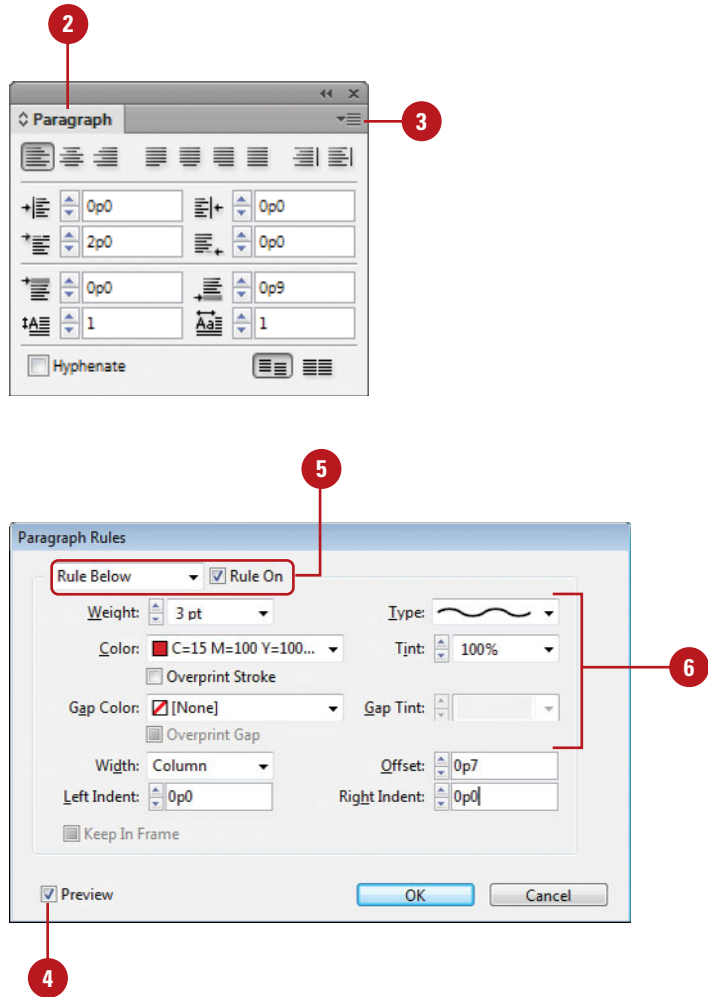 2
Paragraph
3
0p0 0p0
2p0 0p0
0p0 0p9
1 1
Hyphenate
5
Paragraph Rules
Rule Below Rule On
Weight: 3 pt Type:
Color: C=15 M=100 Y=100... Tint: 100%
Overprint Stroke
6
Gap Color: [None] Gap Tint:
Overprint Gap
Width: Column Offset: 0p7
Left Indent: 0p0 Right Indent: 0p0
Keep In Frame
Preview OK Cancel
4